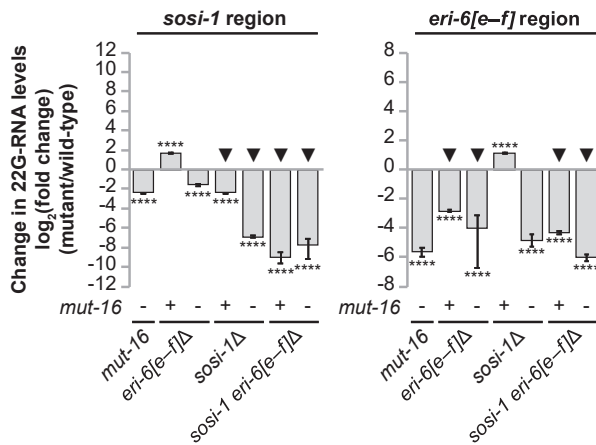 sosi-1 region
eri-6[e–f] region
Change in 22G-RNA levels
log2(fold change)
(mutant/wild-type)
12
10
8
6
4
2
0
-2
-4
-6
-8
-10
-12
**** **** **** **** **** **** ****
8
6
4
2
0
-2
-4
-6
-8
**** **** **** **** **** **** ****
mut-16 - + - + - + -
- + - + - + -
mut-16
eri-6[e–f]Δ
sosi-1Δ
sosi-1 eri-6[e–f]Δ
mut-16
eri-6[e–f]Δ
sosi-1Δ
sosi-1 eri-6[e–f]Δ